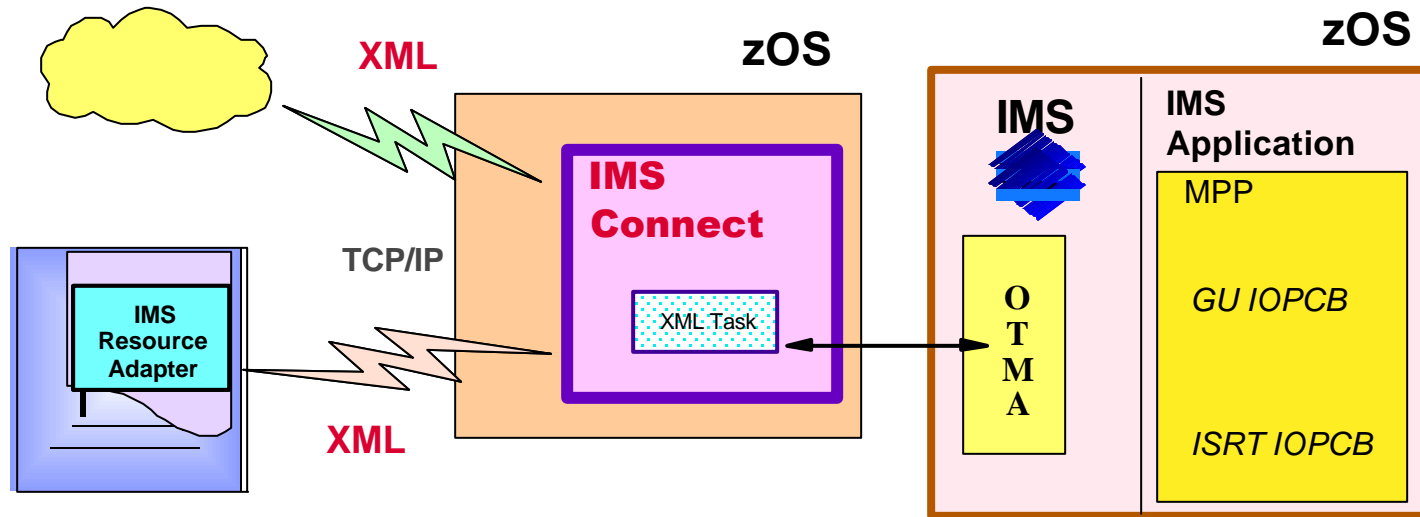 XML
zOS
zOS
IMS
Connect
XML Task
TCP/IP
IMS
Resource
Adapter
XML
IMS
O
T
M
A
IMS
Application
MPP
GU IOPCB
ISRT IOPCB